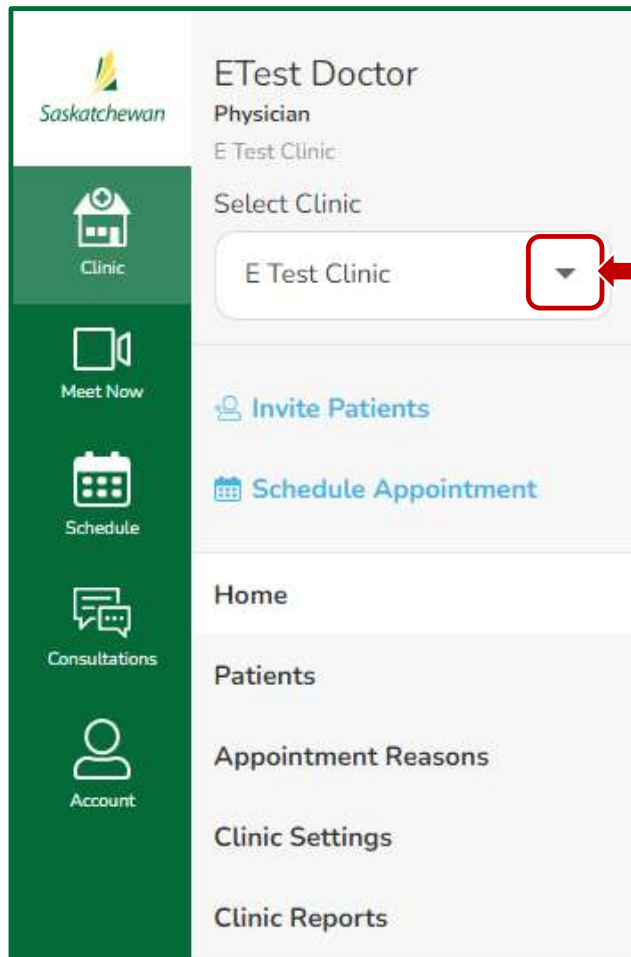 Saskatchewan
Clinic
Meet Now
Schedule
Consultations
Account
ETest Doctor
Physician
E Test Clinic
Select Clinic
E Test Clinic
Invite Patients
Schedule Appointment
Home
Patients
Appointment Reasons
Clinic Settings
Clinic Reports